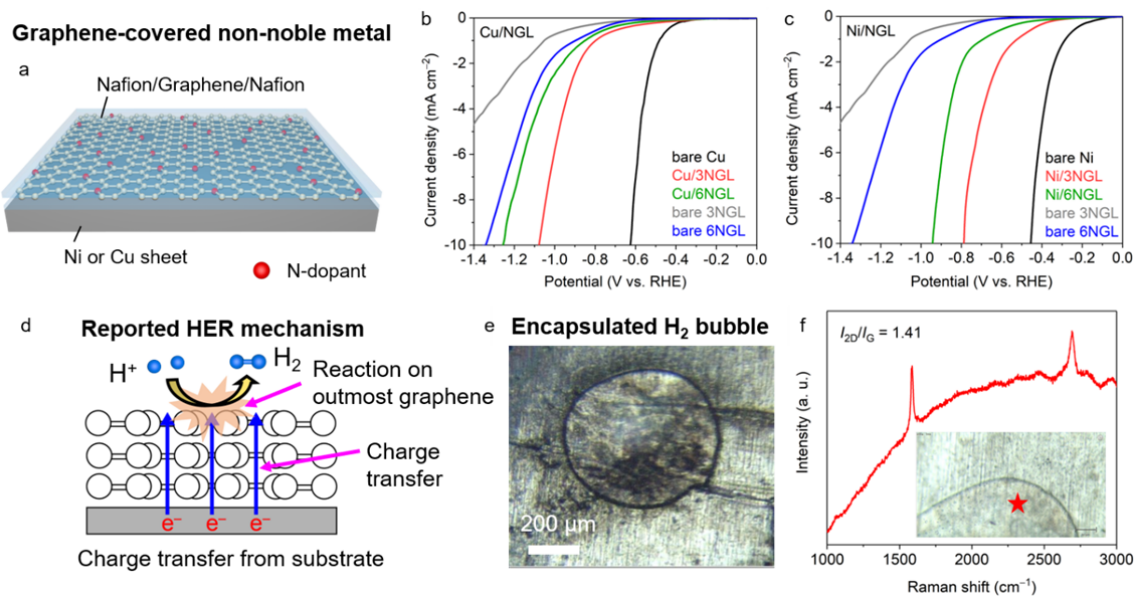 Graphene-covered non-noble metal
a
Nafion/Graphene/Nafion
Ni or Cu sheet
N-dopant
b
Cu/NGL
0
-2
-4
-6
-8
-10
Current density (mA cm⁻²)
bare Cu
Cu/3NGL
Cu/6NGL
bare 3NGL
bare 6NGL
-1.4 -1.2 -1.0 -0.8 -0.6 -0.4 -0.2 0.0
Potential (V vs. RHE)
c
Ni/NGL
0
-2
-4
-6
-8
-10
Current density (mA cm⁻²)
bare Ni
Ni/3NGL
Ni/6NGL
bare 3NGL
bare 6NGL
-1.4 -1.2 -1.0 -0.8 -0.6 -0.4 -0.2 0.0
Potential (V vs. RHE)
d
Reported HER mechanism
H⁺
H₂
Reaction on
outmost graphene
Charge
transfer
e⁻ e⁻ e⁻
Charge transfer from substrate
e
Encapsulated H₂ bubble
200 µm
f
I2D/IG = 1.41
Intensity (a. u.)
1000 1500 2000 2500 3000
Raman shift (cm⁻¹)